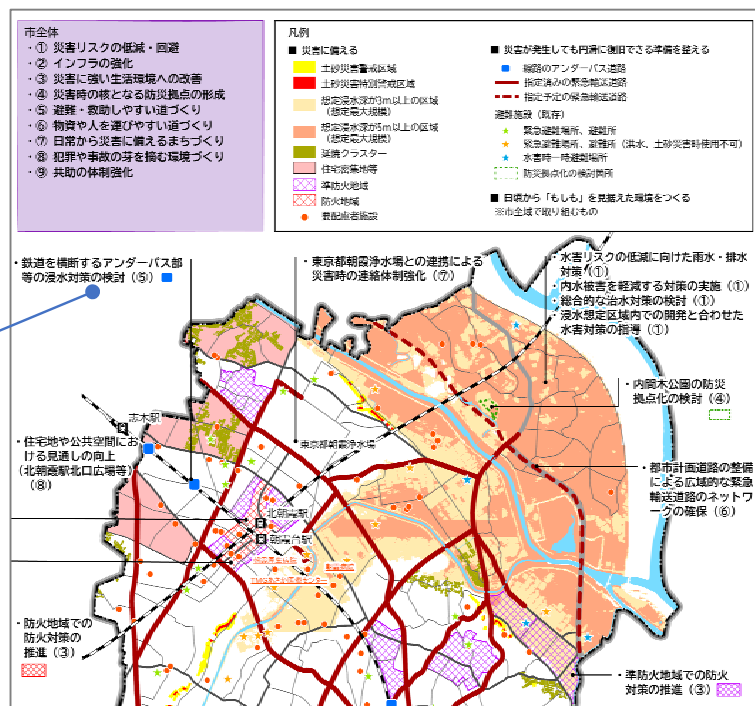 市全体
・① 災害リスクの低減・回避
・② インフラの強化
・③ 災害に強い生活環境への改善
・④ 災害時の核となる防災拠点の形成
・⑤ 避難・救助しやすい道づくり
・⑥ 物資や人を運びやすい道づくり
・⑦ 日常から災害に備えるまちづくり
・⑧ 犯罪や事故の芽を摘む環境づくり
・⑨ 共助の体制強化
凡例
■ 災害に備える
土砂災害警戒区域
土砂災害特別警戒区域
想定浸水深が3m以上の区域
(想定最大規模)
想定浸水深が5m以上の区域
(想定最大規模)
延焼クラスター
住宅密集地等
準防火地域
防火地域
要配慮者施設
■ 災害が発生しても円滑に復旧できる準備を整える
線路のアンダーパス道路
指定済みの緊急輸送道路
指定予定の緊急輸送道路
避難施設(既存)
緊急避難場所、避難所
緊急避難場所、避難所(洪水、土砂災害時使用不可)
水害時一時避難場所
防災拠点化の検討箇所
■ 日頃から「もしも」を見据えた環境をつくる
※市全域で取り組むもの
・鉄道を横断するアンダーパス部
等の浸水対策の検討(⑤)
・東京都朝霞浄水場との連携による
災害時の連絡体制強化(⑦)
・水害リスクの低減に向けた雨水・排水
対策(①)
・内水被害を軽減する対策の実施(①)
・総合的な治水対策の検討(①)
・浸水想定区域内での開発と合わせた
水害対策の指導(①)
・内間木公園の防災
拠点化の検討(④)
志木駅
・住宅地や公共空間にお
ける見通しの向上
(北朝霞駅北口広場等)
(⑧)
東京都朝霞浄水場
・都市計画道路の整備
による広域的な緊急
輸送道路のネットワ
ークの確保(⑥)
北朝霞駅
朝霞台駅
・防火地域での
防火対策の
推進(③)
・準防火地域での防火
対策の推進(③)